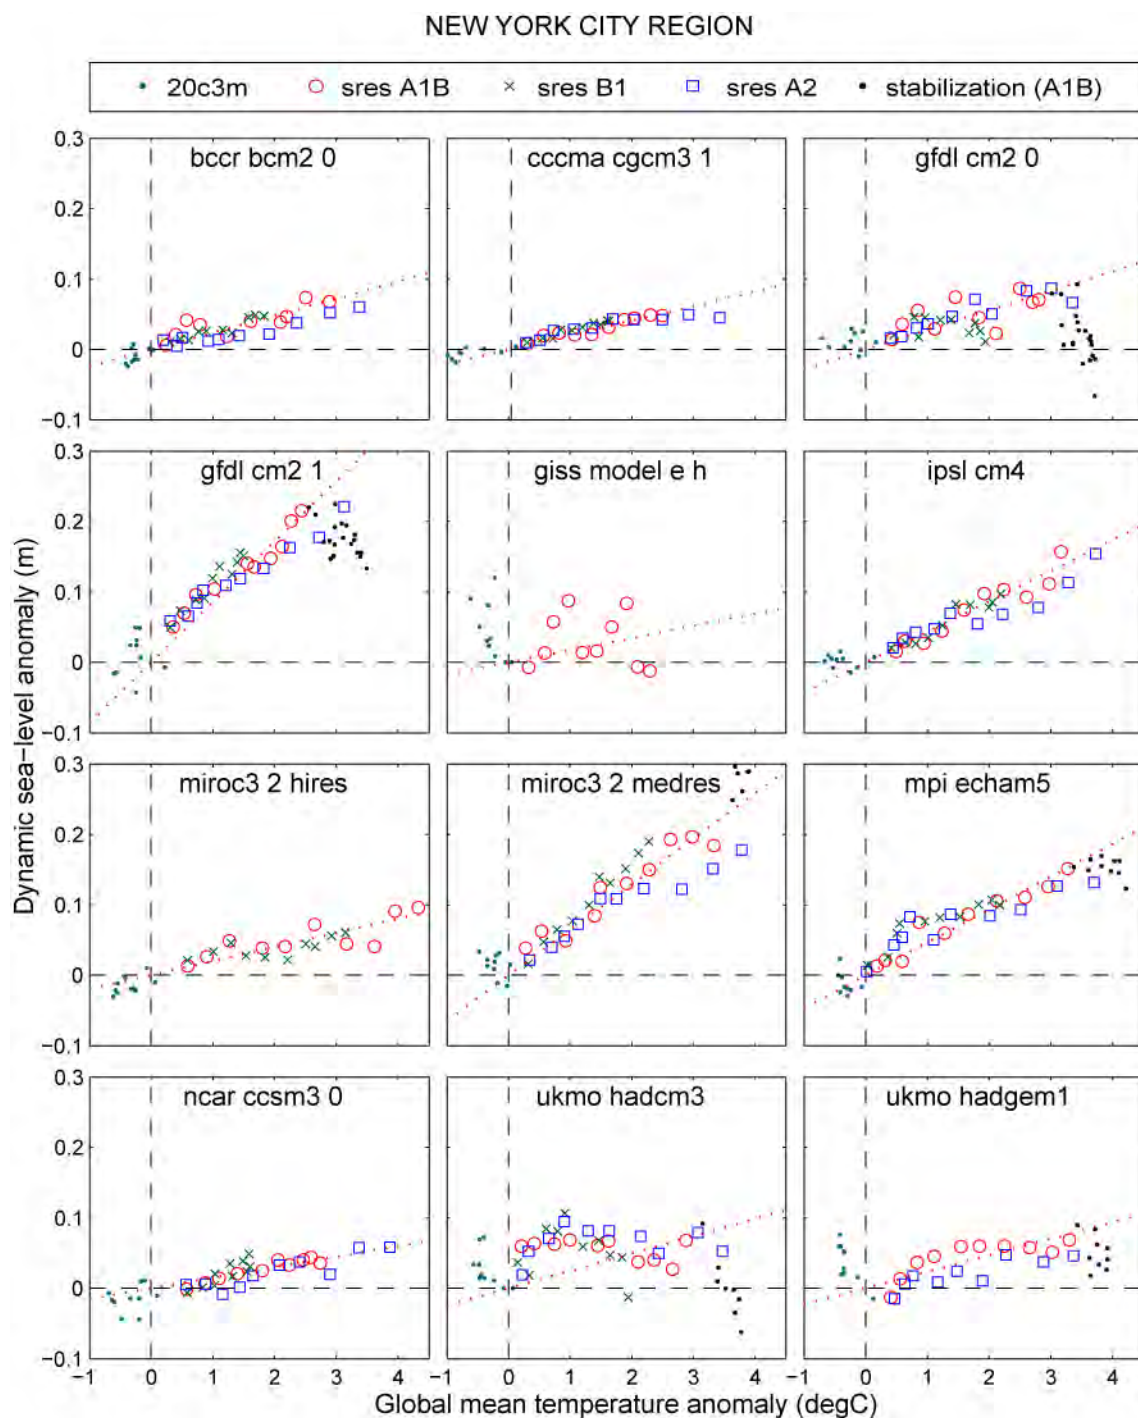 NEW YORK CITY REGION
20c3m sres A1B sres B1 sres A2 stabilization (A1B)
bccr bcm2 0 cccma cgcm3 1 gfdl cm2 0
0.3
0.2
0.1
0
−0.1
gfdl cm2 1 giss model e h ipsl cm4
0.3
0.2
0.1
0
−0.1
Dynamic sea−level anomaly (m)
miroc3 2 hires miroc3 2 medres mpi echam5
0.3
0.2
0.1
0
−0.1
ncar ccsm3 0 ukmo hadcm3 ukmo hadgem1
0.3
0.2
0.1
0
−0.1
−1 0 1 2 3 4 −1 0 1 2 3 4 −1 0 1 2 3 4
Global mean temperature anomaly (degC)